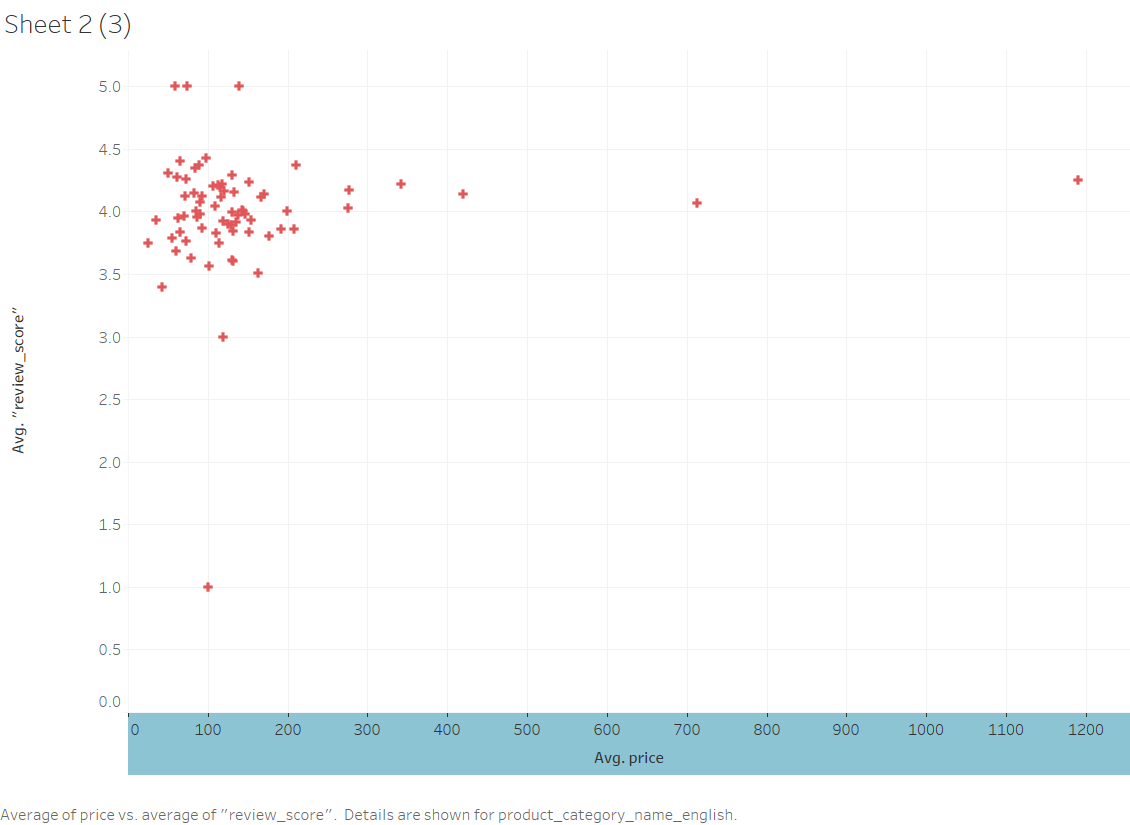 Sheet 2 (3)
5.0
4.5
4.0
3.5
3.0
2.5
2.0
1.5
1.0
0.5
0.0
Avg. "review_score"
0 100 200 300 400 500 600 700 800 900 1000 1100 1200
Avg. price
Average of price vs. average of "review_score".  Details are shown for product_category_name_english.